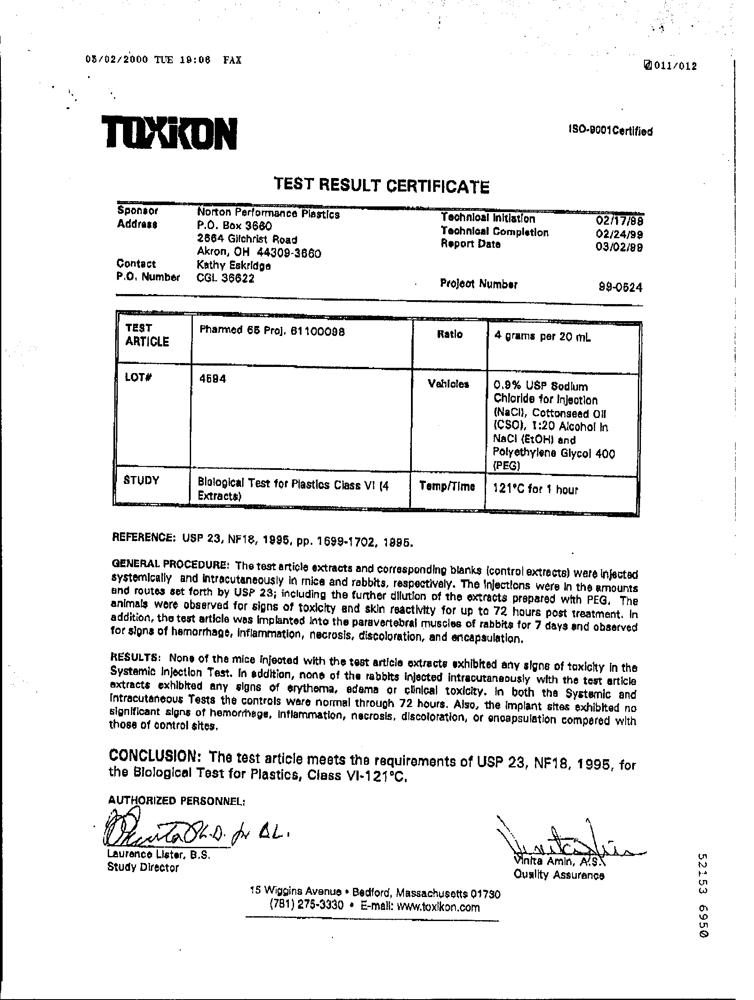 05/02/2000 TUE 19:06 FAX
011/012
TOXIKON
ISO-9001 Certified
TEST RESULT CERTIFICATE
Sponsor Norton Performance Plastics
Address P.O. Box 3660
2664 Gilchrist Road
Akron, OH 44309-3660
Contact Kathy Eskridge
P.O. Number CGL 36622
Technical Initiation 02/17/99
Technical Completion 02/24/99
Report Date 03/02/99
Project Number 99-0524
TEST ARTICLE
Pharmed 65 Proj. 61100098
Ratio
4 grams per 20 mL
LOT#
4694
Vehicles
0.9% USP Sodium
Chloride for Injection
(NaCl), Cottonseed Oil
(CSO), 1:20 Alcohol in
NaCl (EtOH) and
Polyethylene Glycol 400
(PEG)
STUDY
Biological Test for Plastics Class VI (4
Extracts)
Temp/Time
121°C for 1 hour
REFERENCE: USP 23, NF18, 1995, pp. 1699-1702, 1995.
GENERAL PROCEDURE: The test article extracts and corresponding blanks (control extracts) were injected
systemically and intracutaneously in mice and rabbits, respectively. The injections were in the amounts
and routes set forth by USP 23; including the further dilution of the extracts prepared with PEG. The
animals were observed for signs of toxicity and skin reactivity for up to 72 hours post treatment. In
addition, the test article was implanted into the paravertebral muscles of rabbits for 7 days and observed
for signs of hemorrhage, inflammation, necrosis, discoloration, and encapsulation.
RESULTS: None of the mice injected with the test article extracts exhibited any signs of toxicity in the
Systemic Injection Test. In addition, none of the rabbits injected intracutaneously with the test article
extracts exhibited any signs of erythema, edema or clinical toxicity. In both the Systemic and
Intracutaneous Tests the controls were normal through 72 hours. Also, the implant sites exhibited no
significant signs of hemorrhage, inflammation, necrosis, discoloration, or encapsulation compared with
those of control sites.
CONCLUSION: The test article meets the requirements of USP 23, NF18, 1995, for
the Biological Test for Plastics, Class VI-121°C.
AUTHORIZED PERSONNEL:
Ph.D. for DL.
Laurence Lister, B.S.
Study Director
Vinita Amin, A.S.
Quality Assurance
15 Wiggins Avenue • Bedford, Massachusetts 01730
(781) 275-3330 • E-mail: www.toxikon.com
52153 6950